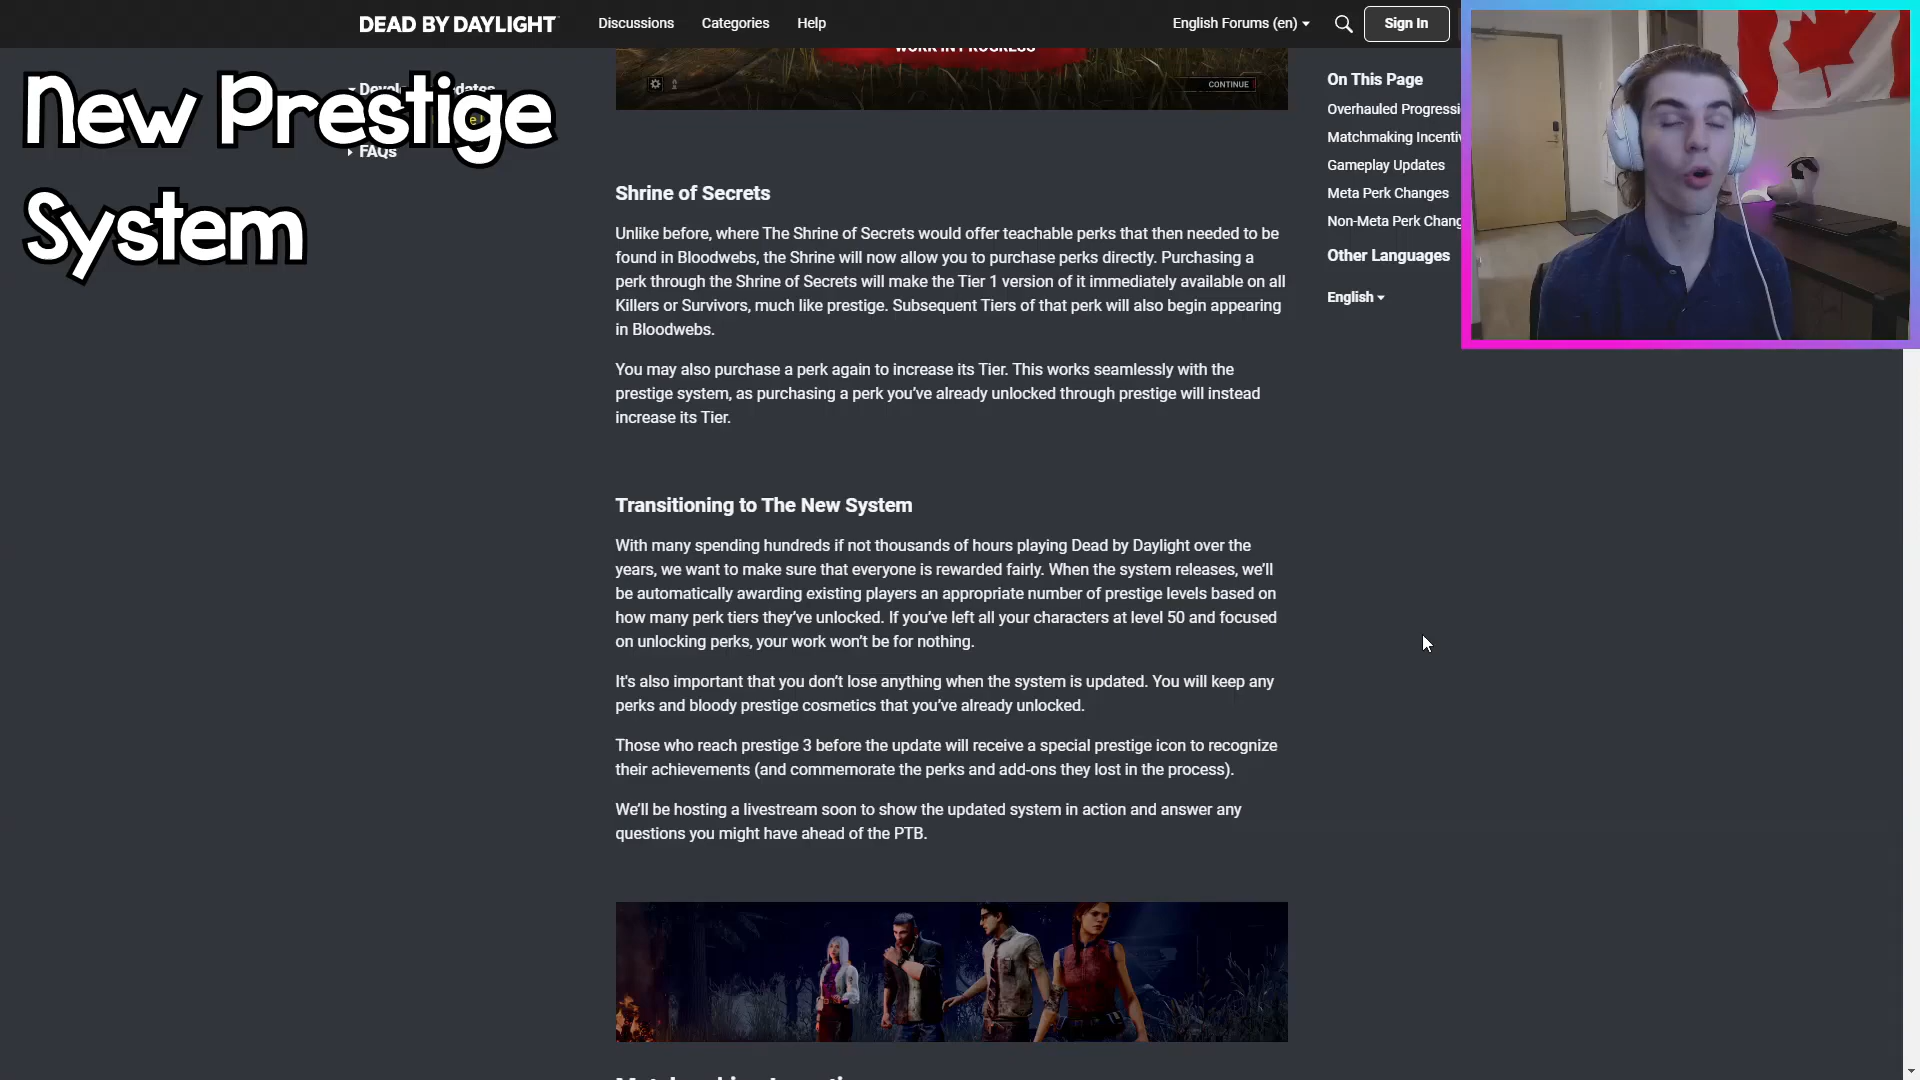 DEAD BY DAYLIGHT
Discussions
Categories
Help
English Forums (en)
Sign In
WORK IN PROGRESS
CONTINUE
New Prestige
System
FAQs
Shrine of Secrets
Unlike before, where The Shrine of Secrets would offer teachable perks that then needed to be
found in Bloodwebs, the Shrine will now allow you to purchase perks directly. Purchasing a
perk through the Shrine of Secrets will make the Tier 1 version of it immediately available on all
Killers or Survivors, much like prestige. Subsequent Tiers of that perk will also begin appearing
in Bloodwebs.
You may also purchase a perk again to increase its Tier. This works seamlessly with the
prestige system, as purchasing a perk you’ve already unlocked through prestige will instead
increase its Tier.
Transitioning to The New System
With many spending hundreds if not thousands of hours playing Dead by Daylight over the
years, we want to make sure that everyone is rewarded fairly. When the system releases, we’ll
be automatically awarding existing players an appropriate number of prestige levels based on
how many perk tiers they’ve unlocked. If you’ve left all your characters at level 50 and focused
on unlocking perks, your work won’t be for nothing.
It's also important that you don’t lose anything when the system is updated. You will keep any
perks and bloody prestige cosmetics that you’ve already unlocked.
Those who reach prestige 3 before the update will receive a special prestige icon to recognize
their achievements (and commemorate the perks and add-ons they lost in the process).
We’ll be hosting a livestream soon to show the updated system in action and answer any
questions you might have ahead of the PTB.
On This Page
Overhauled Progressi
Matchmaking Incentiv
Gameplay Updates
Meta Perk Changes
Non-Meta Perk Chang
Other Languages
English